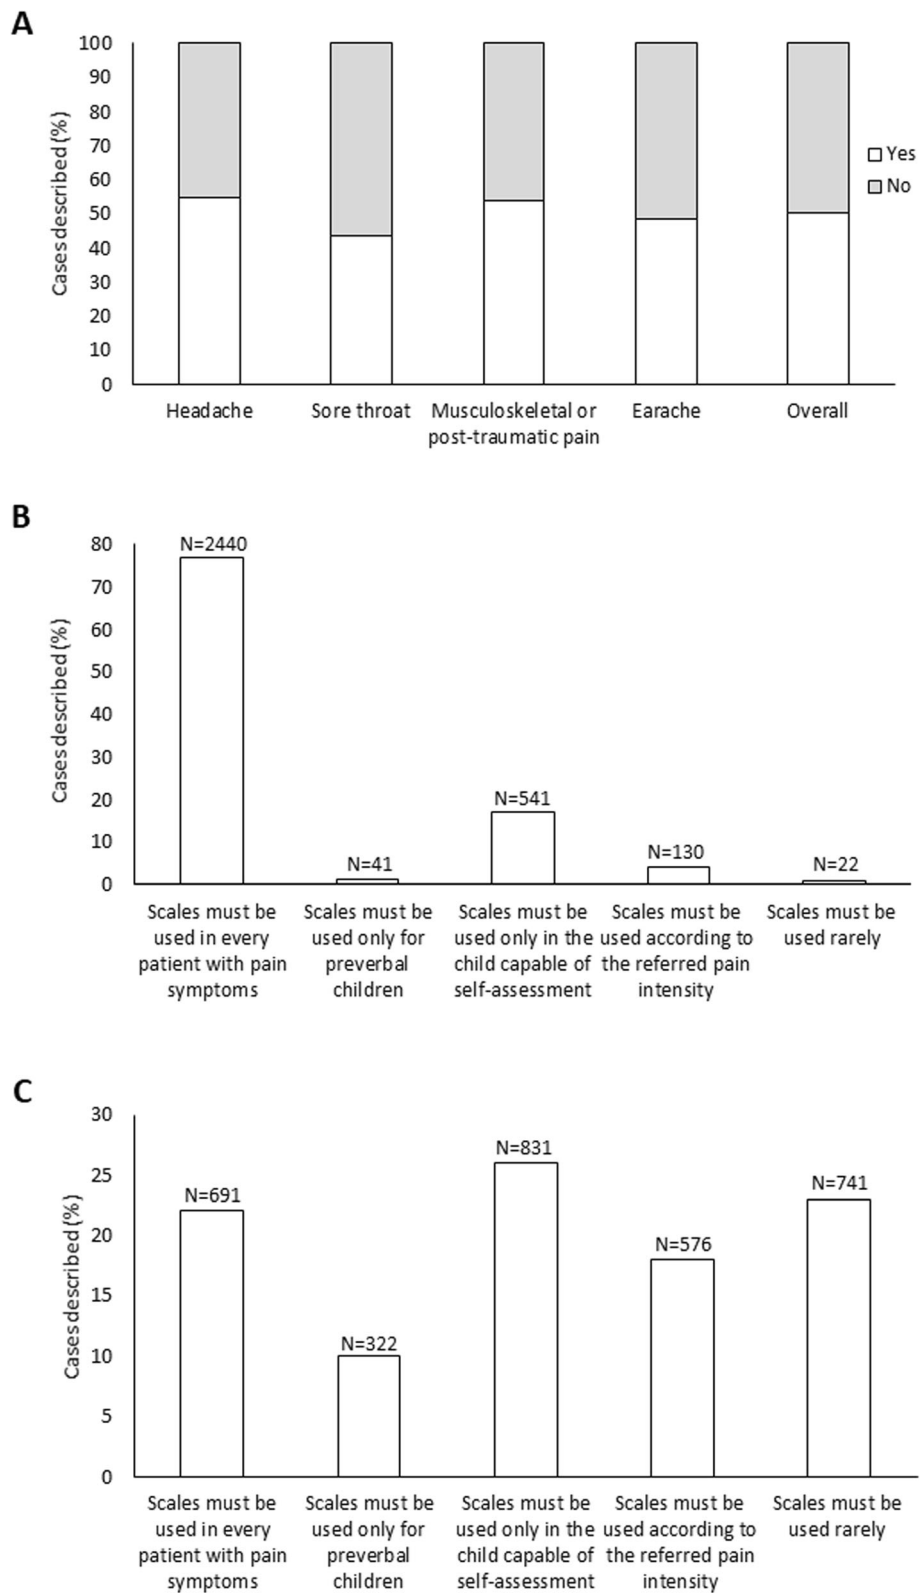 A
Cases described (%)
100
90
80
70
60
50
40
30
20
10
0
Headache
Sore throat
Musculoskeletal or
post-traumatic pain
Earache
Overall
Yes
No
B
Cases described (%)
80
70
60
50
40
30
20
10
0
N=2440
N=41
N=541
N=130
N=22
Scales must be
used in every
patient with pain
symptoms
Scales must be
used only for
preverbal
children
Scales must be
used only in the
child capable of
self-assessment
Scales must be
used according to
the referred pain
intensity
Scales must be
used rarely
C
Cases described (%)
30
25
20
15
10
5
0
N=691
N=322
N=831
N=576
N=741
Scales must be
used in every
patient with pain
symptoms
Scales must be
used only for
preverbal
children
Scales must be
used only in the
child capable of
self-assessment
Scales must be
used according to
the referred pain
intensity
Scales must be
used rarely